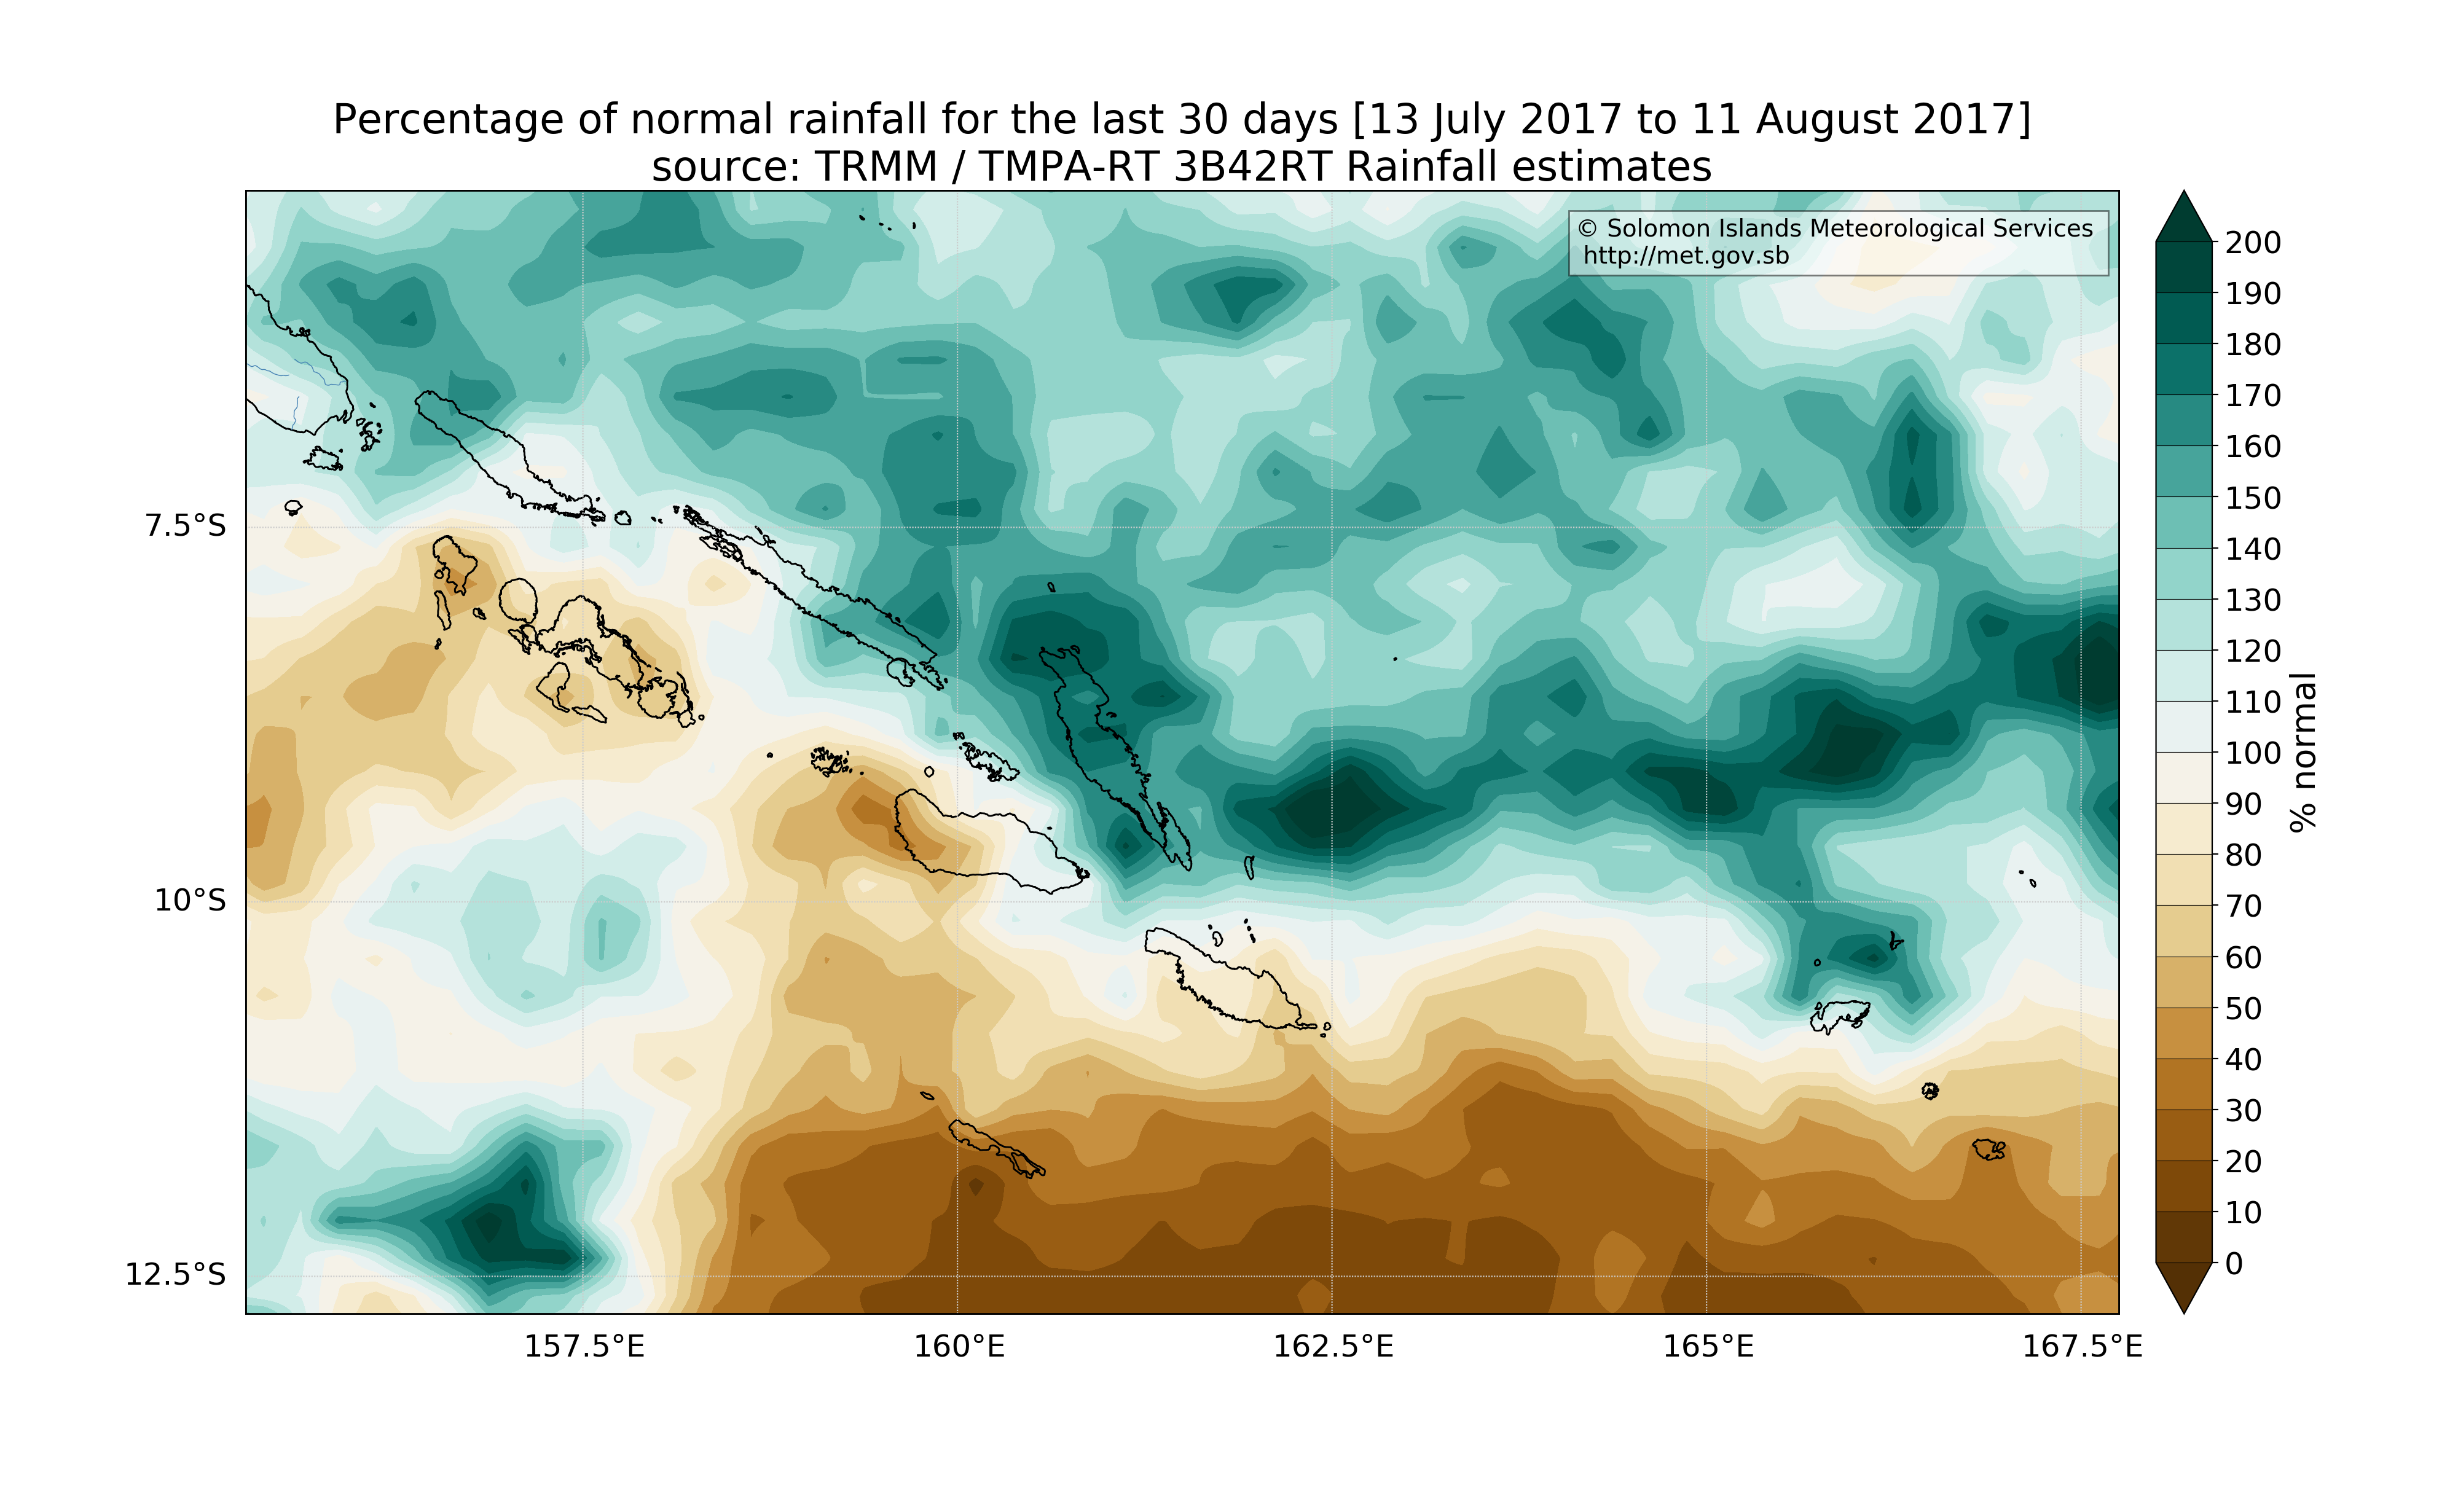 Percentage of normal rainfall for the last 30 days [13 July 2017 to 11 August 2017]
source: TRMM / TMPA-RT 3B42RT Rainfall estimates
© Solomon Islands Meteorological Services
http://met.gov.sb
7.5°S
10°S
12.5°S
157.5°E
160°E
162.5°E
165°E
167.5°E
200
190
180
170
160
150
140
130
120
110
100
90
80
70
60
50
40
30
20
10
0
% normal